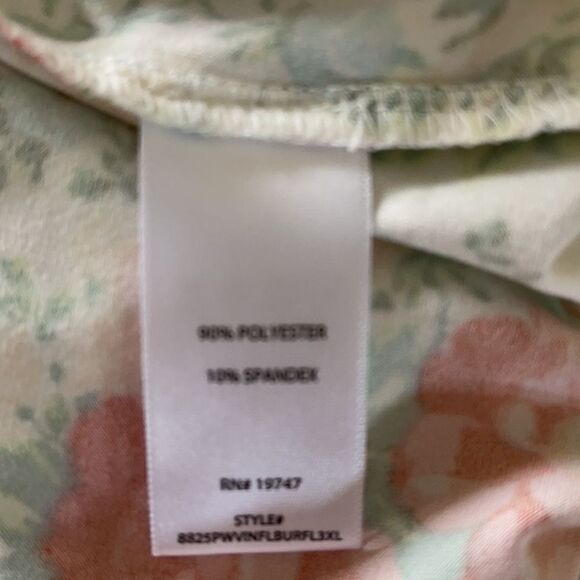 90% POLYESTER
10% SPANDEX
RN# 19747
STYLE#
8825PWVINFLBURFL3XL